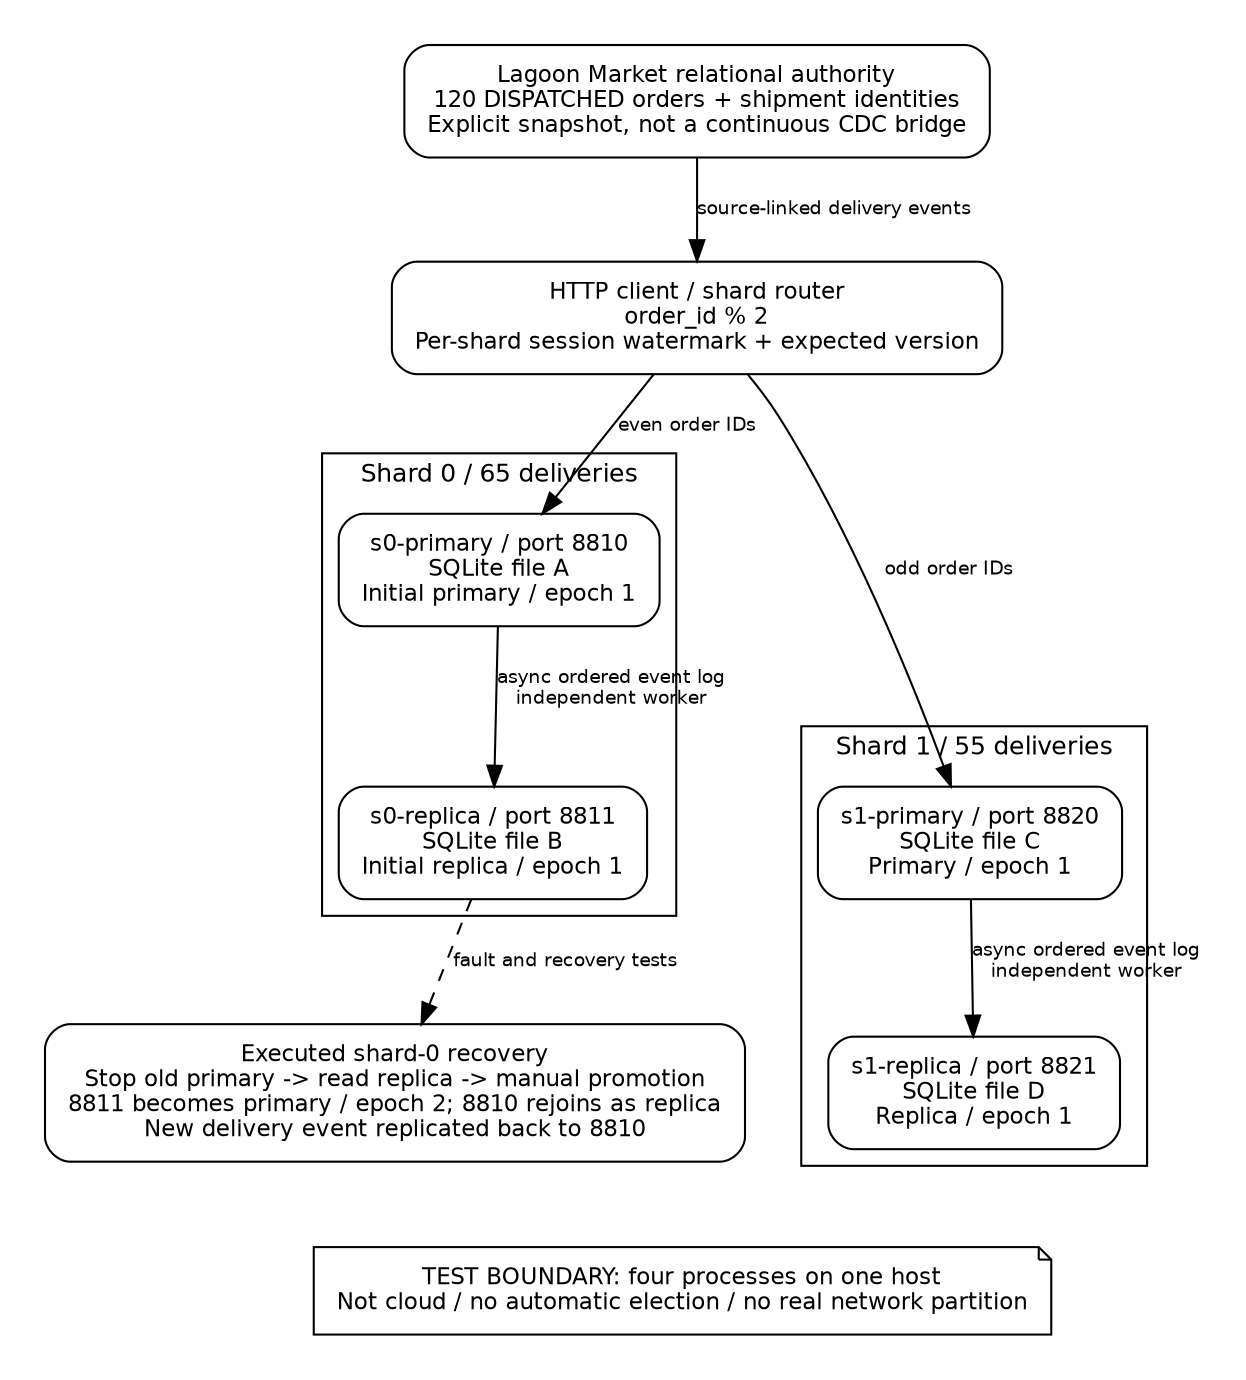 Lagoon Market relational authority
120 DISPATCHED orders + shipment identities
Explicit snapshot, not a continuous CDC bridge
source-linked delivery events
HTTP client / shard router
order_id % 2
Per-shard session watermark + expected version
even order IDs
Shard 0 / 65 deliveries
s0-primary / port 8810
SQLite file A
Initial primary / epoch 1
odd order IDs
async ordered event log
independent worker
Shard 1 / 55 deliveries
s0-replica / port 8811
SQLite file B
Initial replica / epoch 1
s1-primary / port 8820
SQLite file C
Primary / epoch 1
fault and recovery tests
async ordered event log
independent worker
Executed shard-0 recovery
Stop old primary -> read replica -> manual promotion
8811 becomes primary / epoch 2; 8810 rejoins as replica
New delivery event replicated back to 8810
s1-replica / port 8821
SQLite file D
Replica / epoch 1
TEST BOUNDARY: four processes on one host
Not cloud / no automatic election / no real network partition